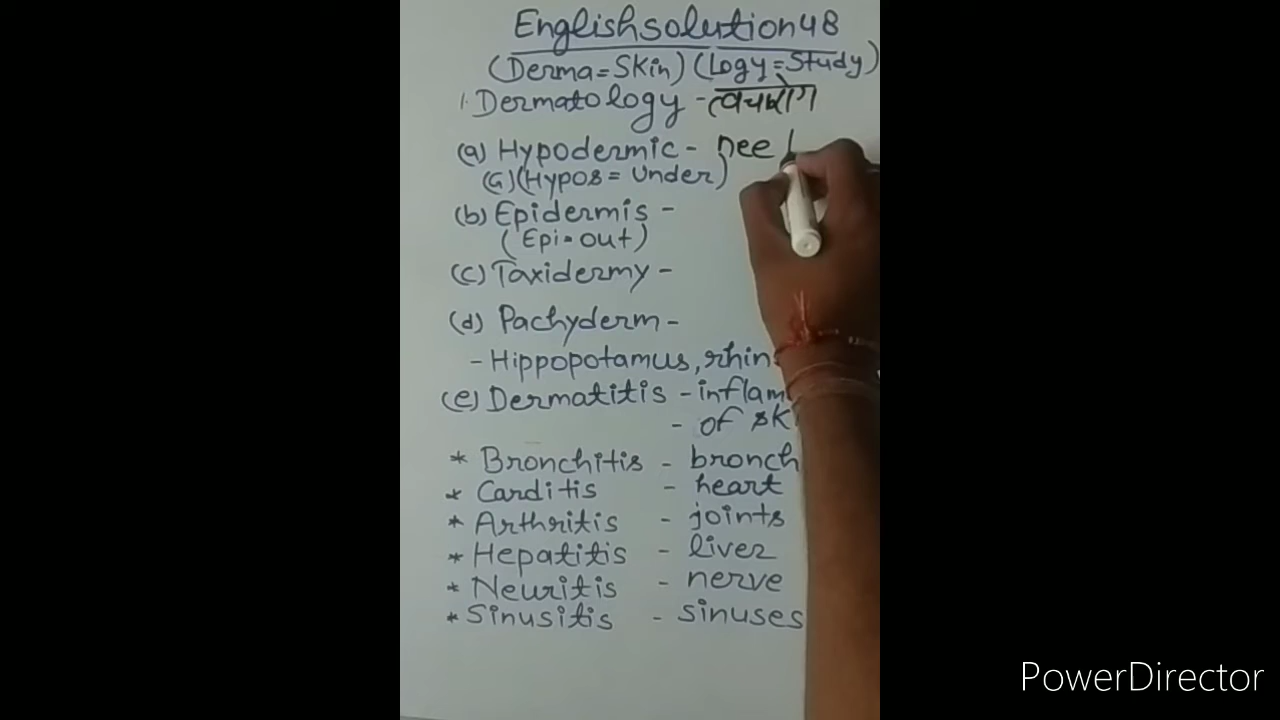 Englishsolution48
(Derma=Skin) (Logy=Study)
1. Dermatology -
(a) Hypodermic - nee
(G)(Hypos = Under)
(b) Epidermis -
(Epi=out)
(c) Taxidermy -
(d) Pachyderm -
- Hippopotamus, rhin
(e) Dermatitis - inflam
- of sk
* Bronchitis - bronch
* Carditis - heart
* Arthritis - joints
* Hepatitis - liver
* Neuritis - nerve
* Sinusitis - sinuses
PowerDirector